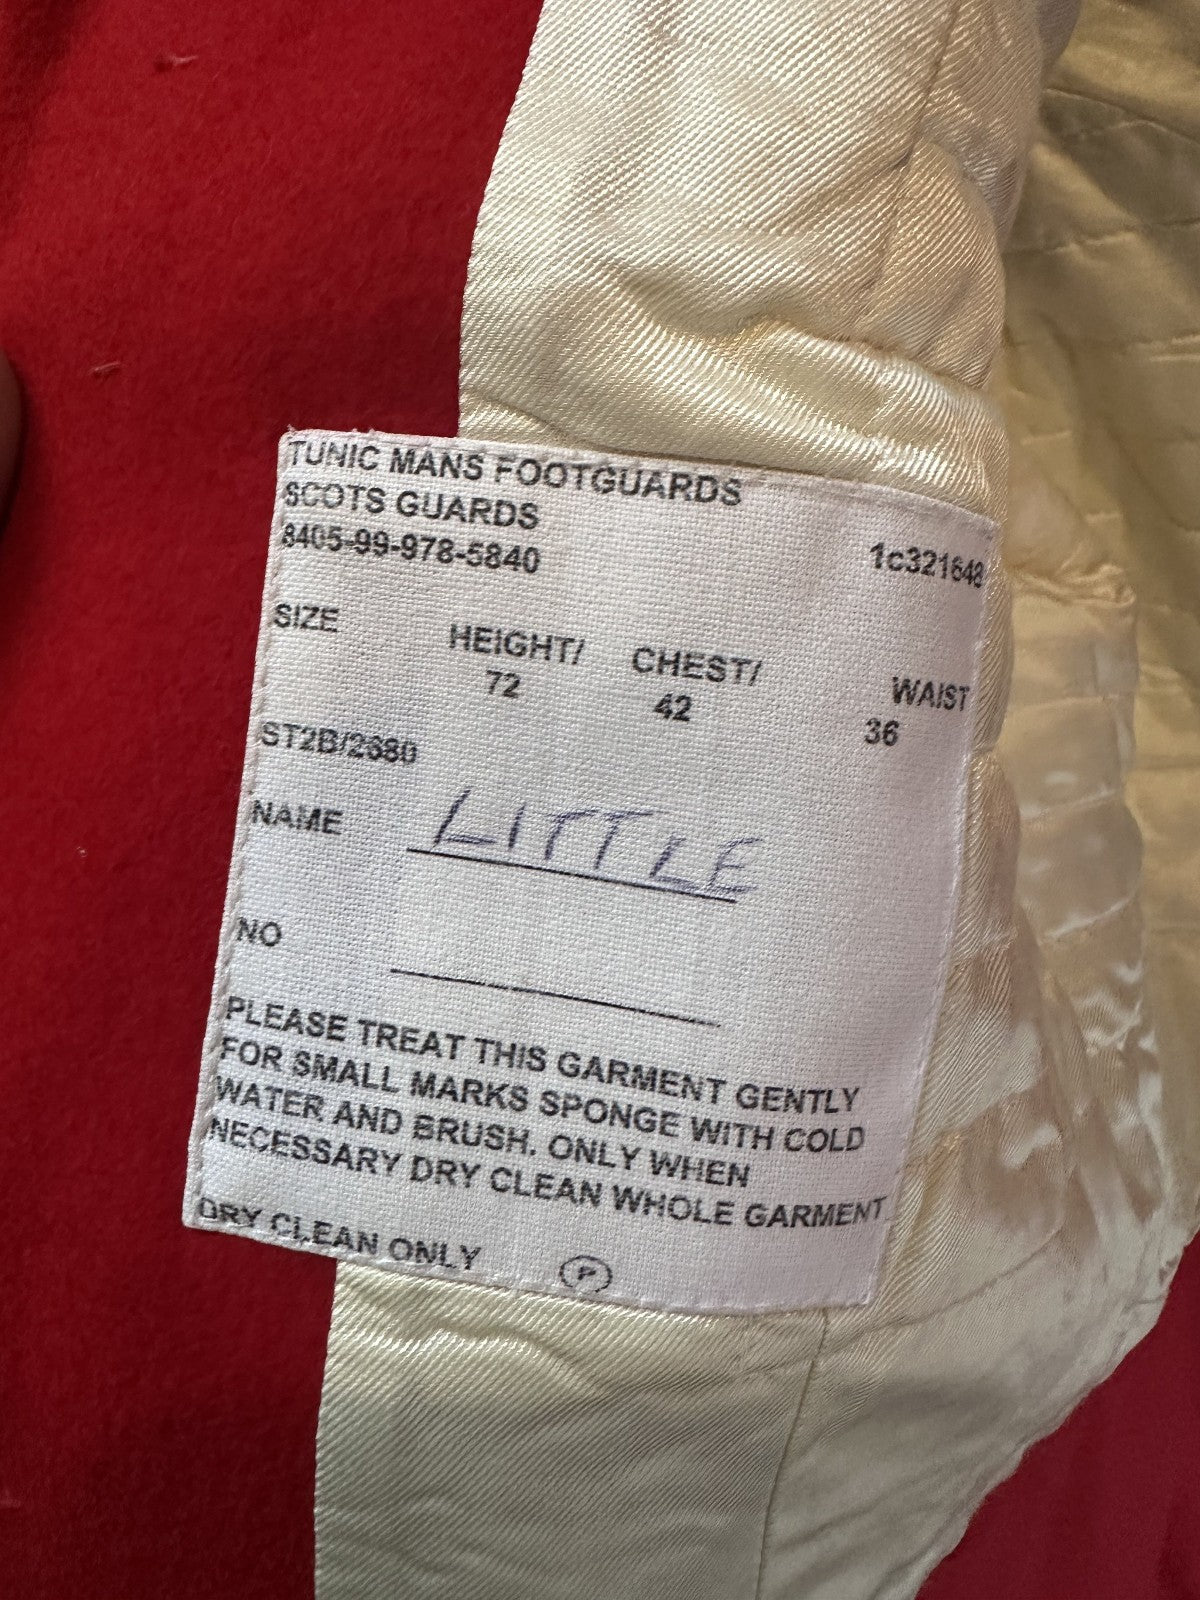 TUNIC MANS FOOTGUARDS
SCOTS GUARDS
8405-99-978-5840 1c321648
SIZE HEIGHT/ CHEST/ WAIST
72 42 36
ST2B/2680
NAME LITTLE
NO
PLEASE TREAT THIS GARMENT GENTLY
FOR SMALL MARKS SPONGE WITH COLD
WATER AND BRUSH. ONLY WHEN
NECESSARY DRY CLEAN WHOLE GARMENT
DRY CLEAN ONLY P